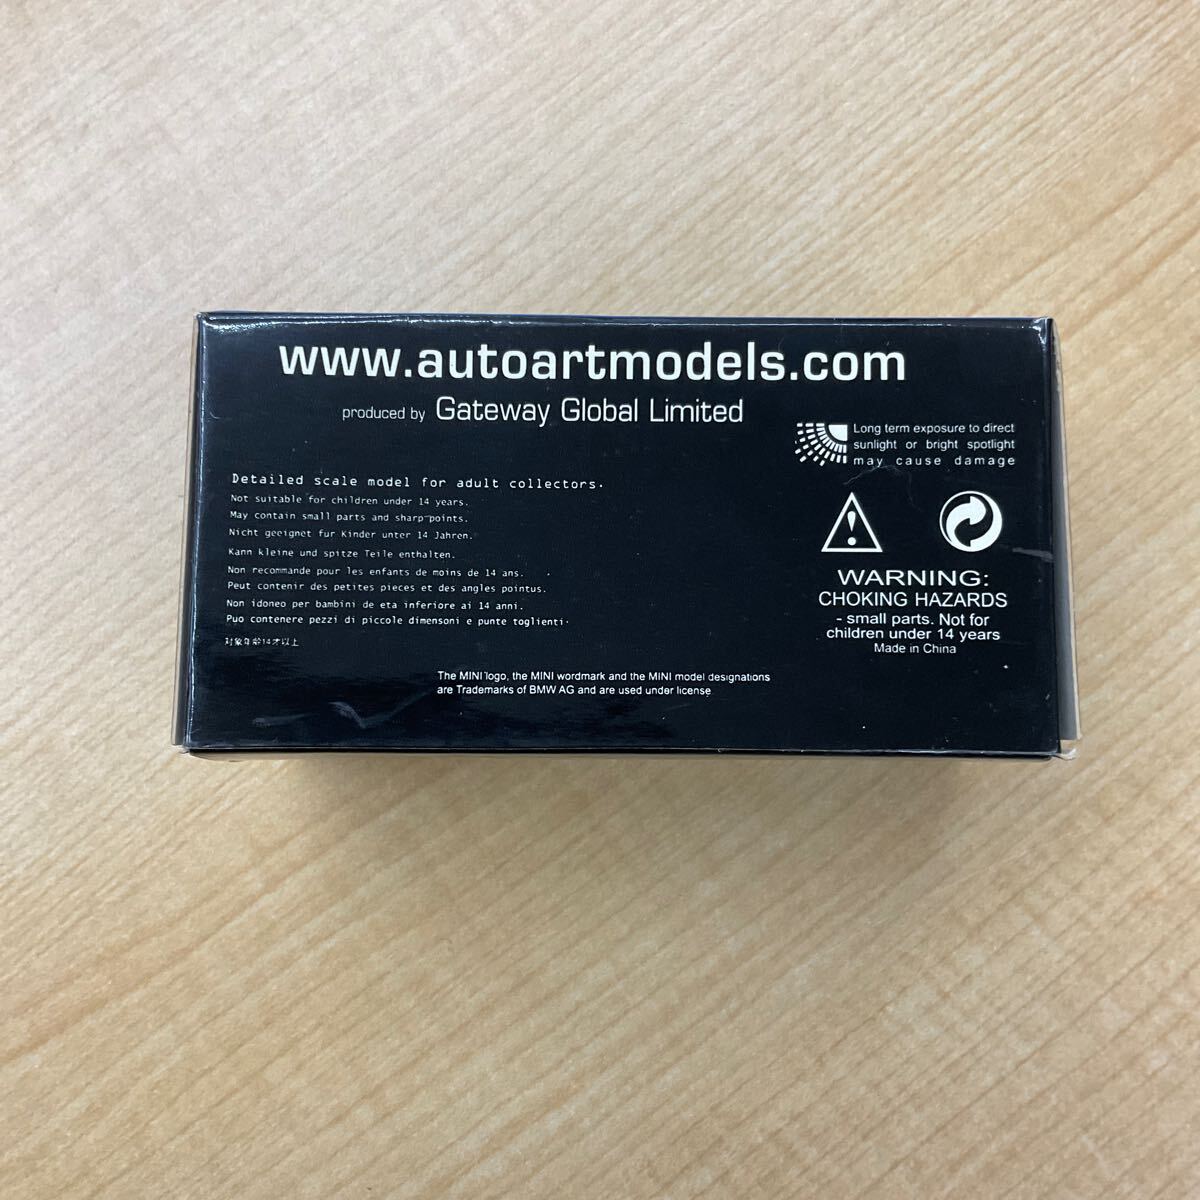 www.autoartmodels.com
produced by Gateway Global Limited
Long term exposure to direct
sunlight or bright spotlight
may cause damage
Detailed scale model for adult collectors.
Not suitable for children under 14 years.
May contain small parts and sharp points.
Nicht geeignet fur Kinder unter 14 Jahren.
Kann kleine und spitze Teile enthalten.
Non recommande pour les enfants de moins de 14 ans.
Peut contenir des petites pieces et des angles pointus.
Non idoneo per bambini de eta inferiore ai 14 anni.
Puo contenere pezzi di piccole dimensoni e punte toglienti.
対象年齢14才以上
WARNING:
CHOKING HAZARDS
- small parts. Not for
children under 14 years
Made in China
The MINI logo, the MINI wordmark and the MINI model designations
are Trademarks of BMW AG and are used under license